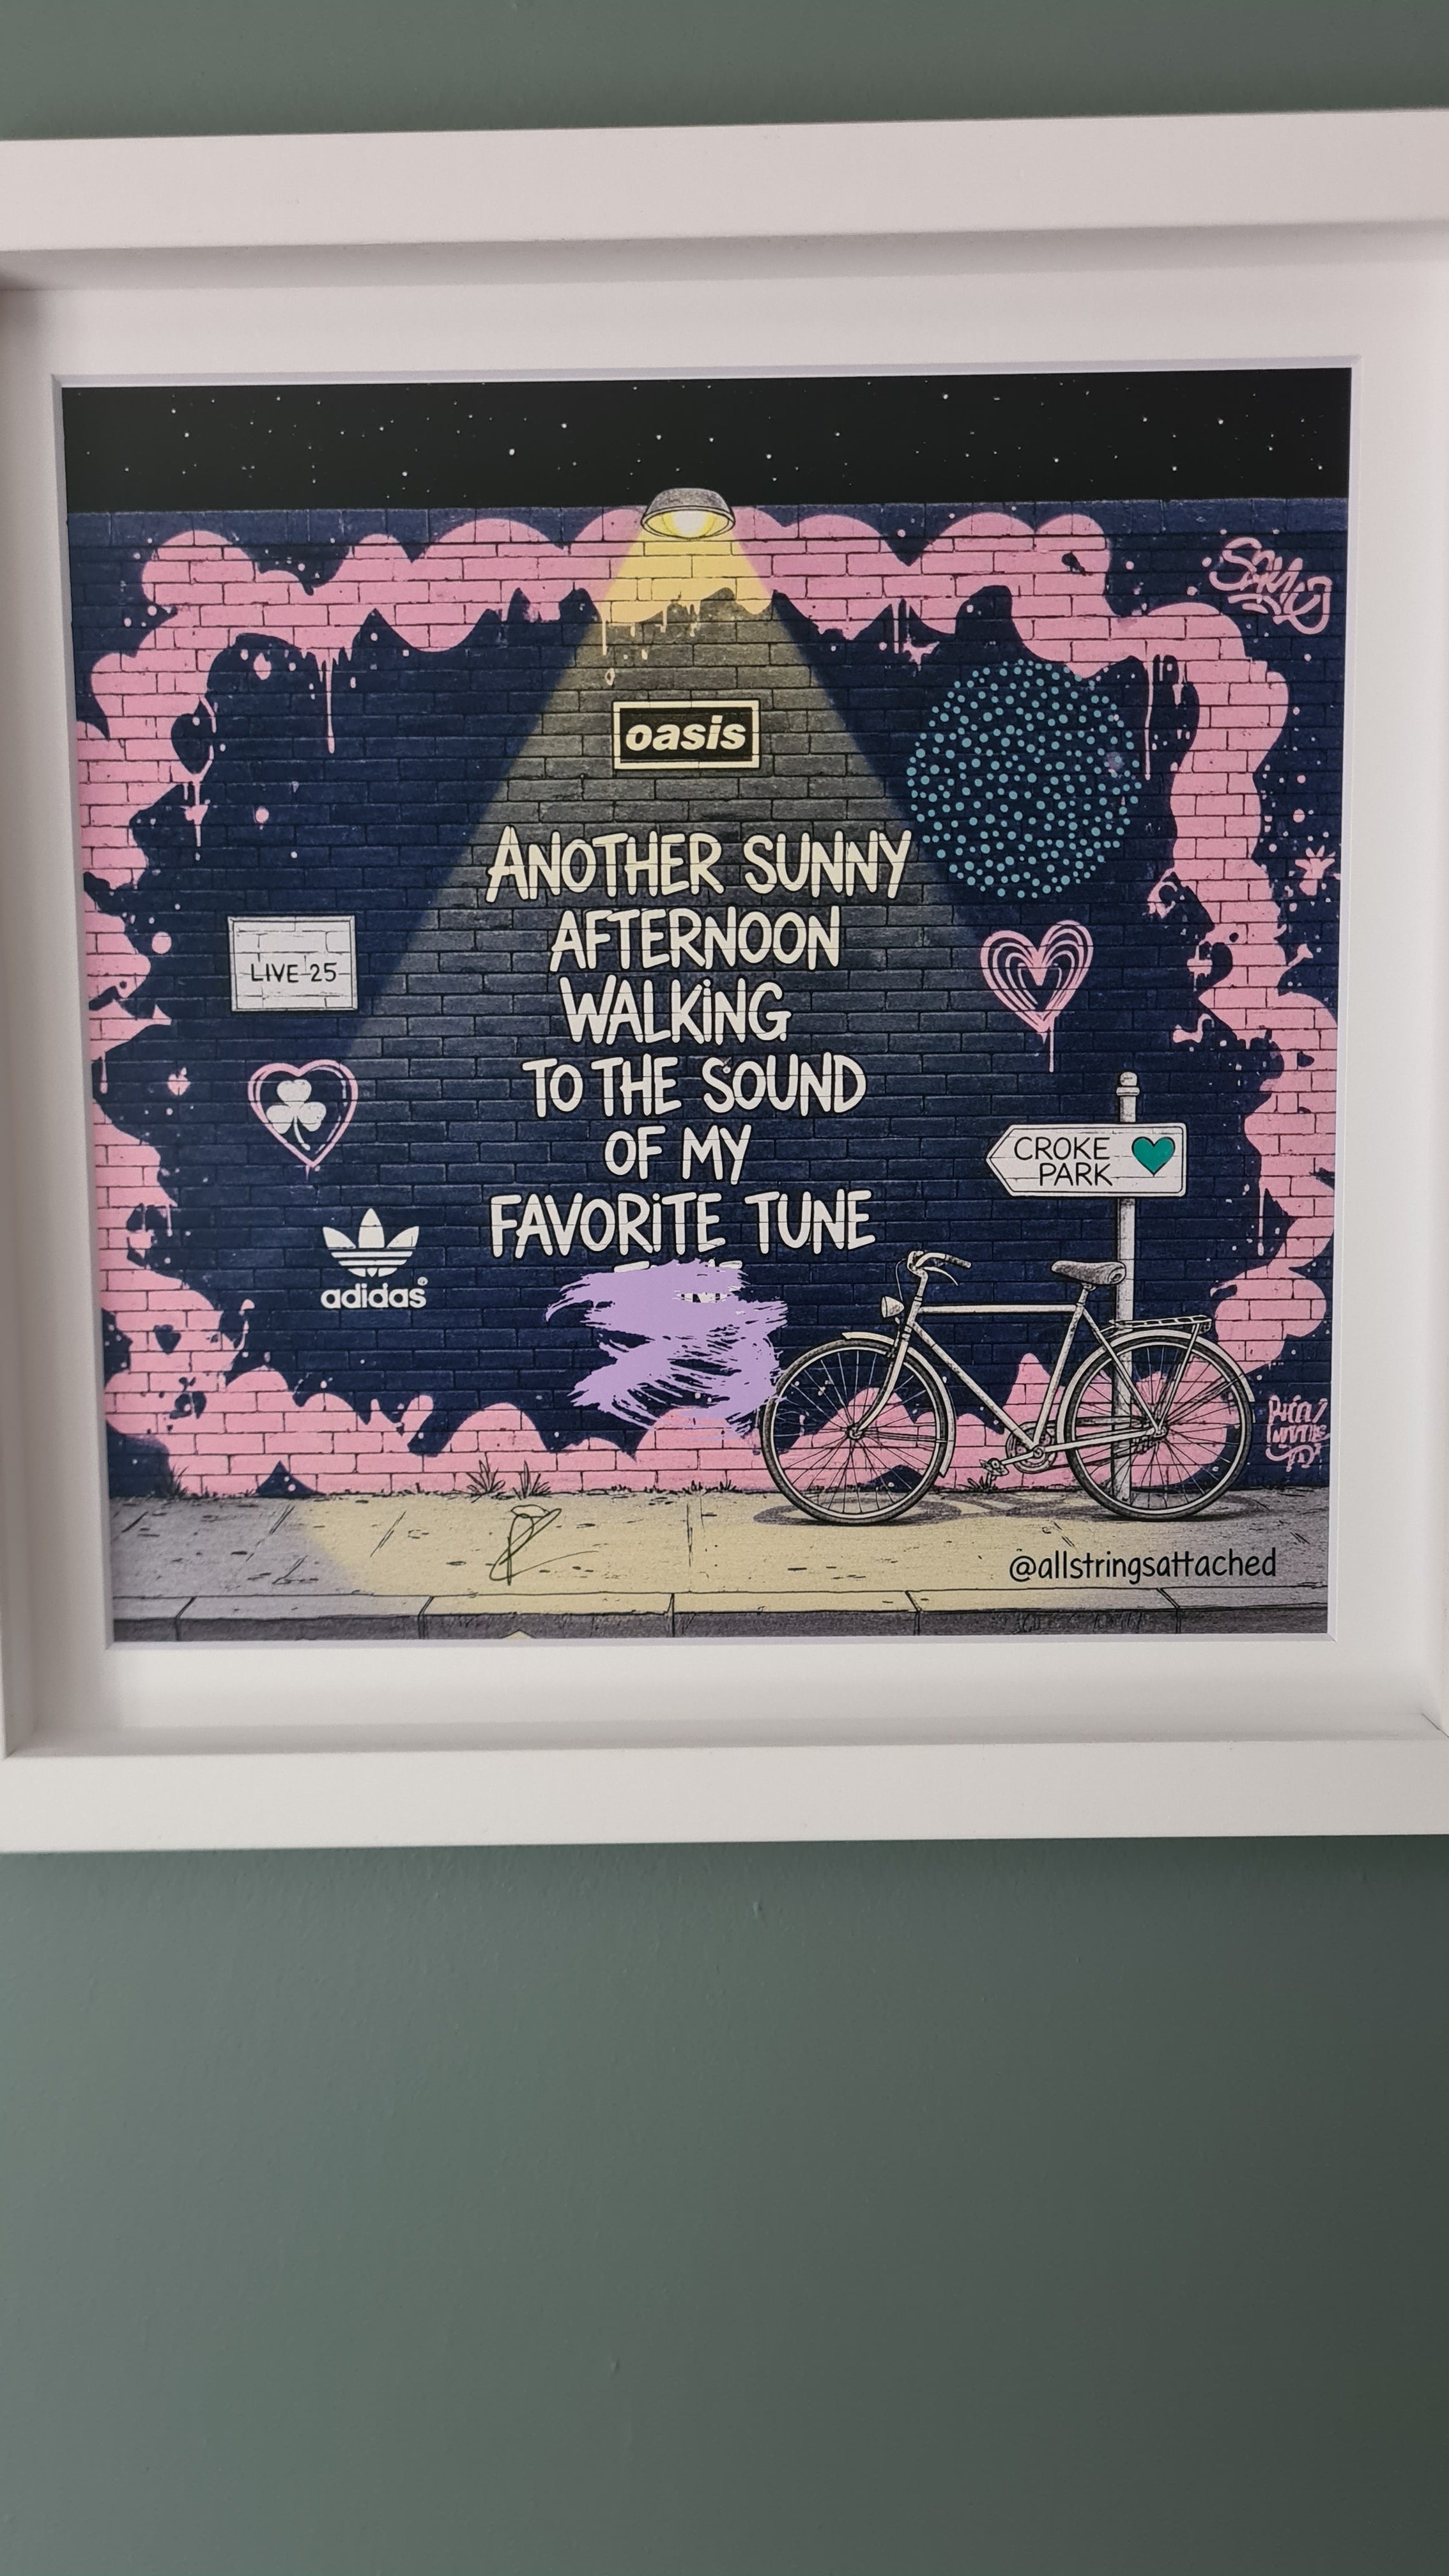 oasis
ANOTHER SUNNY
AFTERNOON
WALKING
TO THE SOUND
OF MY
FAVORITE TUNE
LIVE 25
CROKE
PARK
adidas®
@allstringsattached